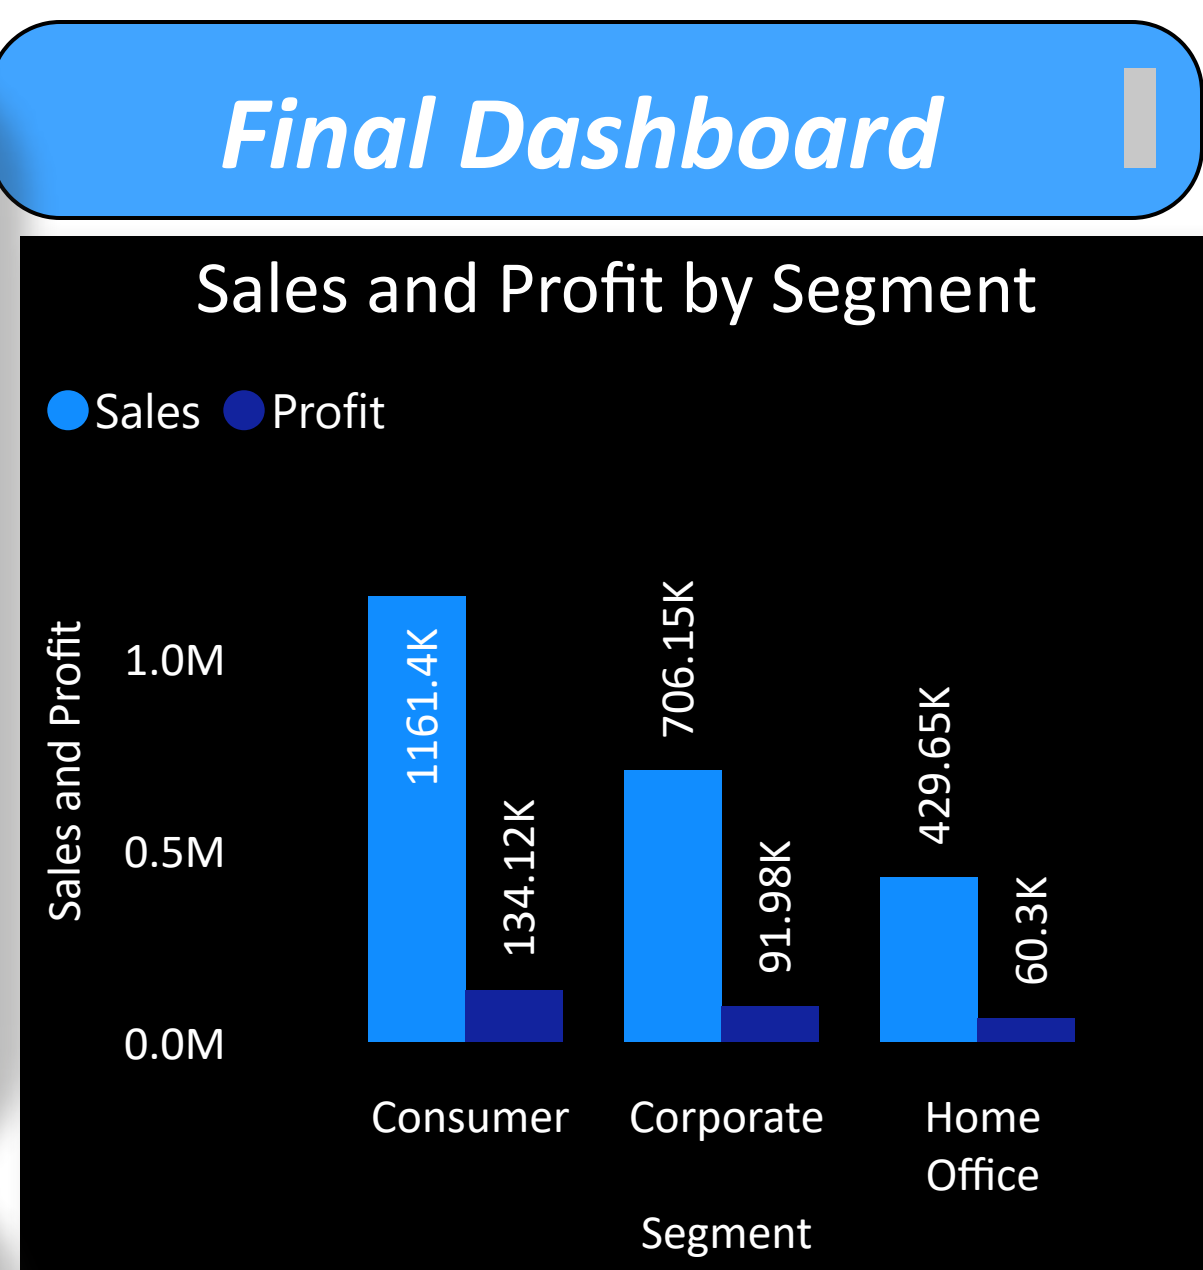 Final Dashboard
Sales and Profit by Segment
Sales Profit
Sales and Profit
1.0M
0.5M
0.0M
1161.4K
134.12K
706.15K
91.98K
429.65K
60.3K
Consumer
Corporate
Home
Office
Segment